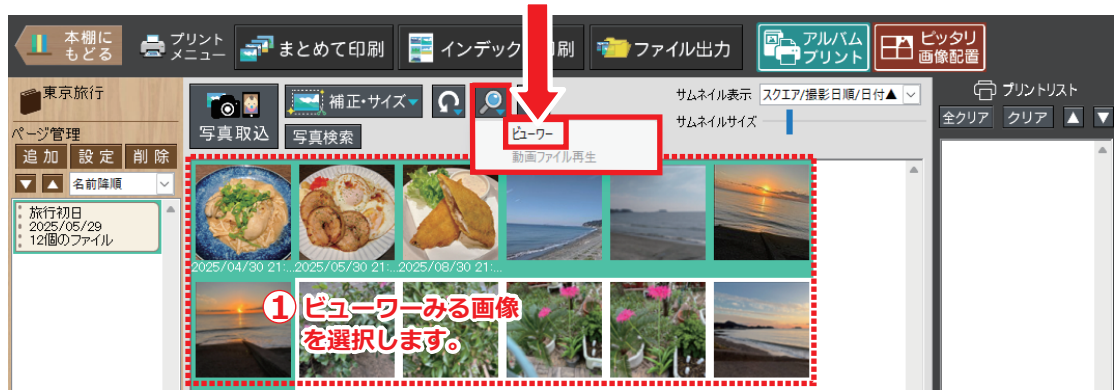 本棚に
もどる
プリント
メニュー
まとめて印刷
インデック
刷
ファイル出力
アルバム
プリント
ピッタリ
画像配置
東京旅行
ページ管理
追 加
設 定
削 除
名前降順
旅行初日
2025/05/29
12個のファイル
写真取込
補正・サイズ
写真検索
ビューワー
動画ファイル再生
サムネイル表示
スクエア/撮影日順/日付▲
サムネイルサイズ
プリントリスト
全クリア
クリア
2025/04/30 21:...
2025/05/30 21:...
2025/08/30 21:...
① ビューワーみる画像
を選択します。